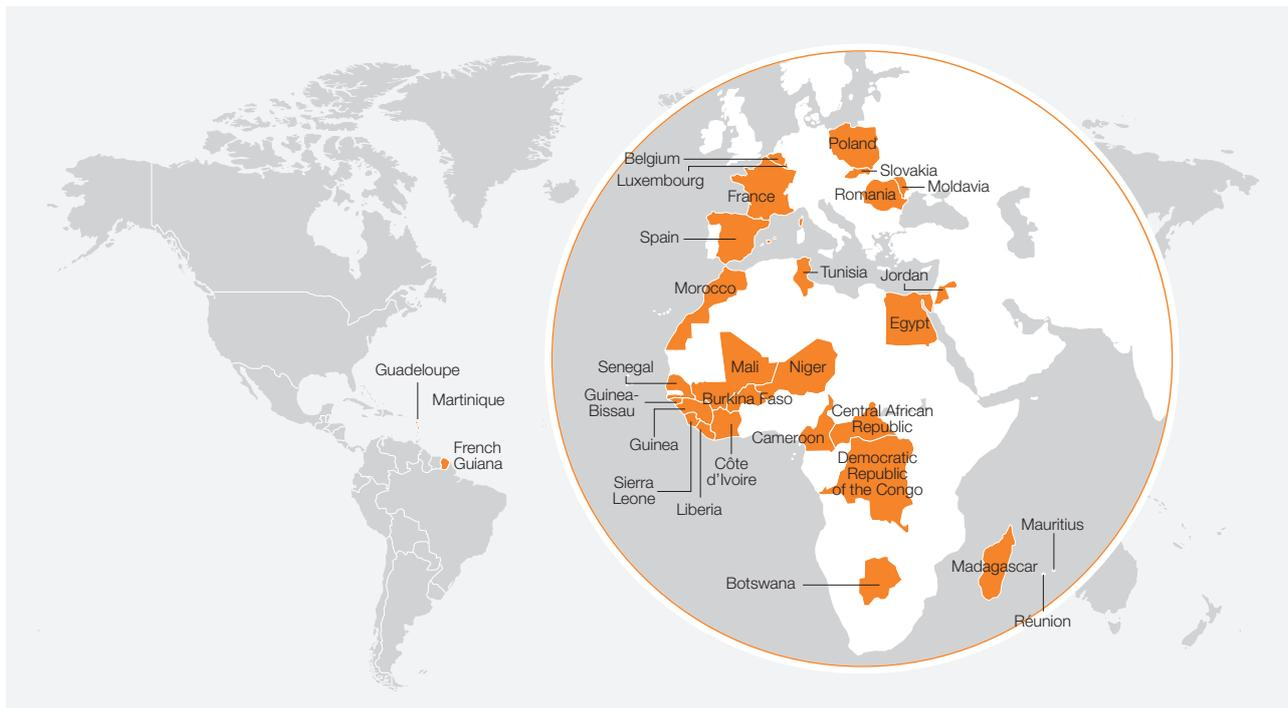 Guadeloupe
Martinique
French
Guiana
Belgium
Luxembourg
France
Spain
Poland
Slovakia
Moldavia
Romania
Tunisia
Jordan
Morocco
Egypt
Senegal
Mali
Niger
Guinea-
Bissau
Burkina Faso
Guinea
Cameroon
Central African
Republic
Côte
d'Ivoire
Democratic
Republic
of the Congo
Sierra
Leone
Liberia
Mauritius
Madagascar
Botswana
Réunion